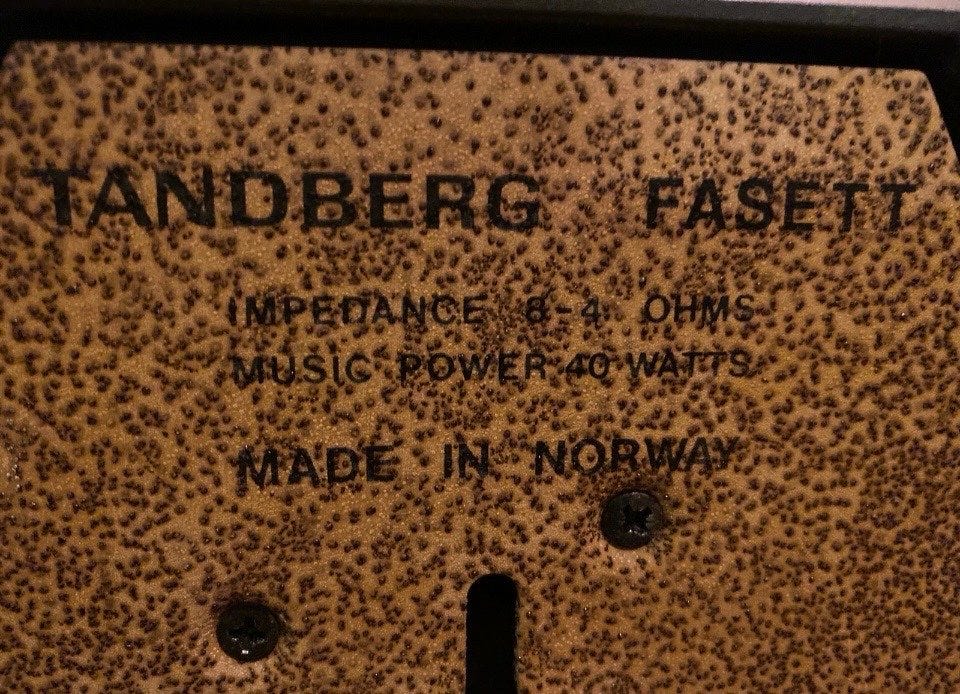 TANDBERG FASETT
IMPEDANCE 8-4 OHMS
MUSIC POWER 40 WATTS
MADE IN NORWAY